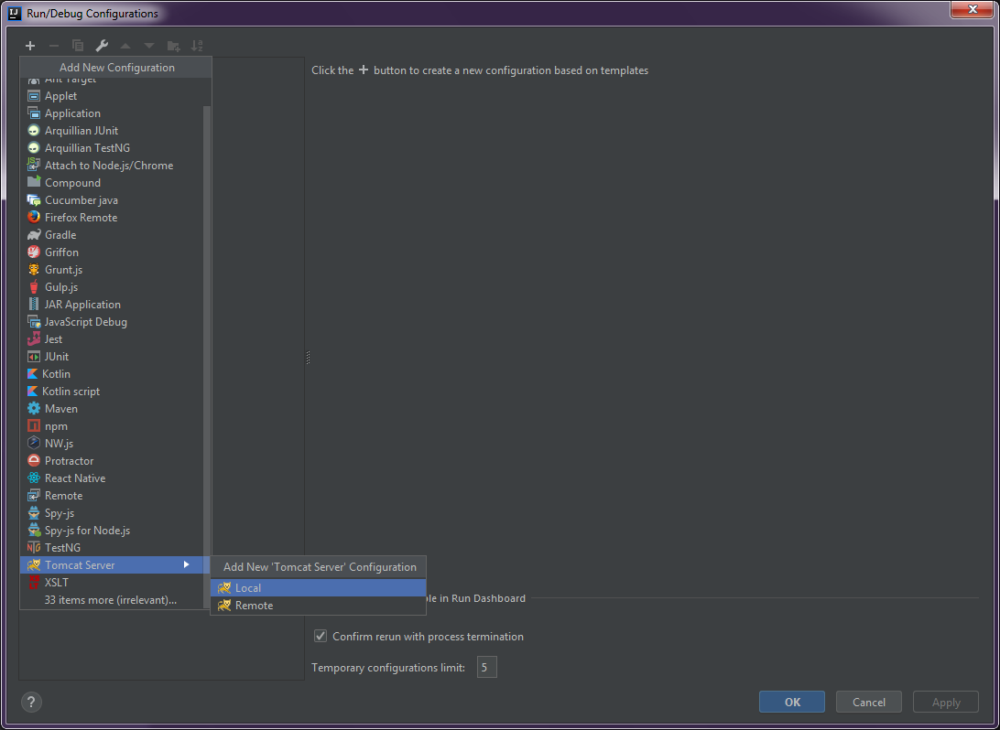 Run/Debug Configurations
Add New Configuration
Click the + button to create a new configuration based on templates
Ant Target
Applet
Application
Arquillian JUnit
Arquillian TestNG
Attach to Node.js/Chrome
Compound
Cucumber java
Firefox Remote
Gradle
Griffon
Grunt.js
Gulp.js
JAR Application
JavaScript Debug
Jest
JUnit
Kotlin
Kotlin script
Maven
npm
NW.js
Protractor
React Native
Remote
Spy-js
Spy-js for Node.js
TestNG
Tomcat Server
XSLT
33 items more (irrelevant)...
Add New 'Tomcat Server' Configuration
Local
Remote
in Run Dashboard
Confirm rerun with process termination
Temporary configurations limit: 5
? OK Cancel Apply